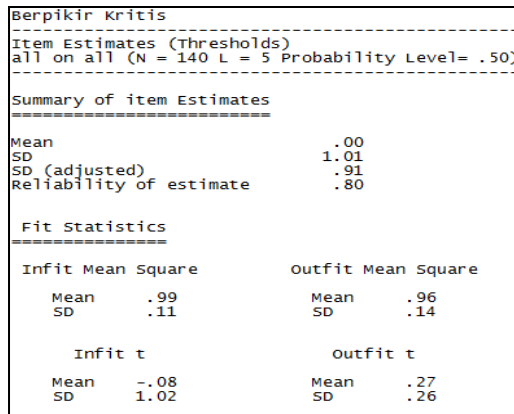 Berpikir Kritis
--------------------------------------------------
Item Estimates (Thresholds)
all on all (N = 140 L = 5 Probability Level= .50)
--------------------------------------------------
Summary of item Estimates
=========================
Mean .00
SD 1.01
SD (adjusted) .91
Reliability of estimate .80
Fit Statistics
===============
Infit Mean Square Outfit Mean Square
Mean .99 Mean .96
SD .11 SD .14
Infit t Outfit t
Mean -.08 Mean .27
SD 1.02 SD .26